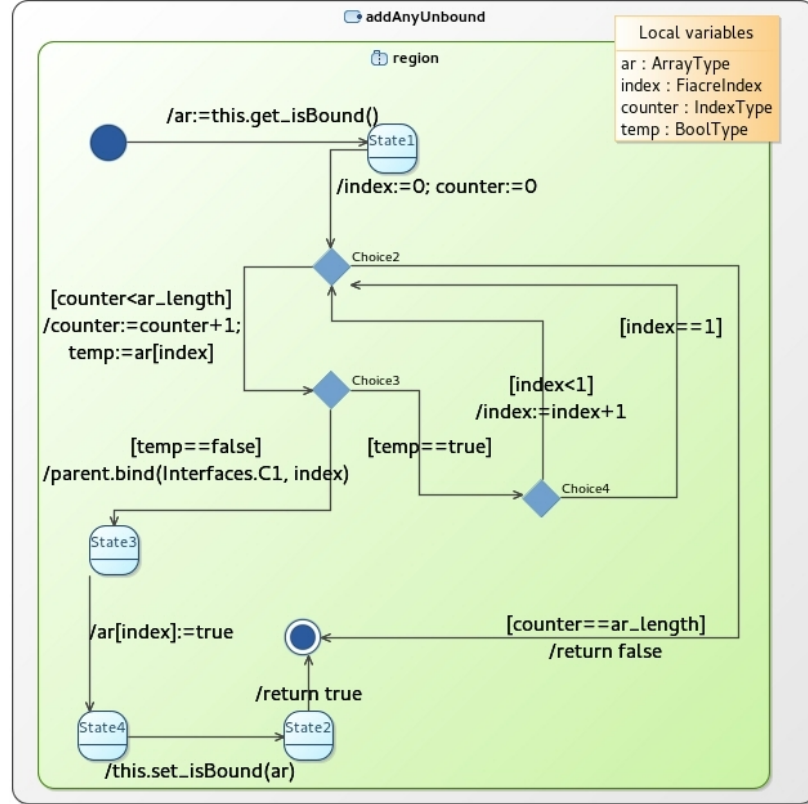 addAnyUnbound
region
Local variables
ar : ArrayType
index : FiacreIndex
counter : IndexType
temp : BoolType
/ar:=this.get_isBound()
State1
/index:=0; counter:=0
Choice2
[counter<ar_length]
/counter:=counter+1;
temp:=ar[index]
[index==1]
Choice3
[index<1]
/index:=index+1
[temp==false]
/parent.bind(Interfaces.C1, index)
[temp==true]
Choice4
State3
/ar[index]:=true
[counter==ar_length]
/return false
/return true
State4
State2
/this.set_isBound(ar)